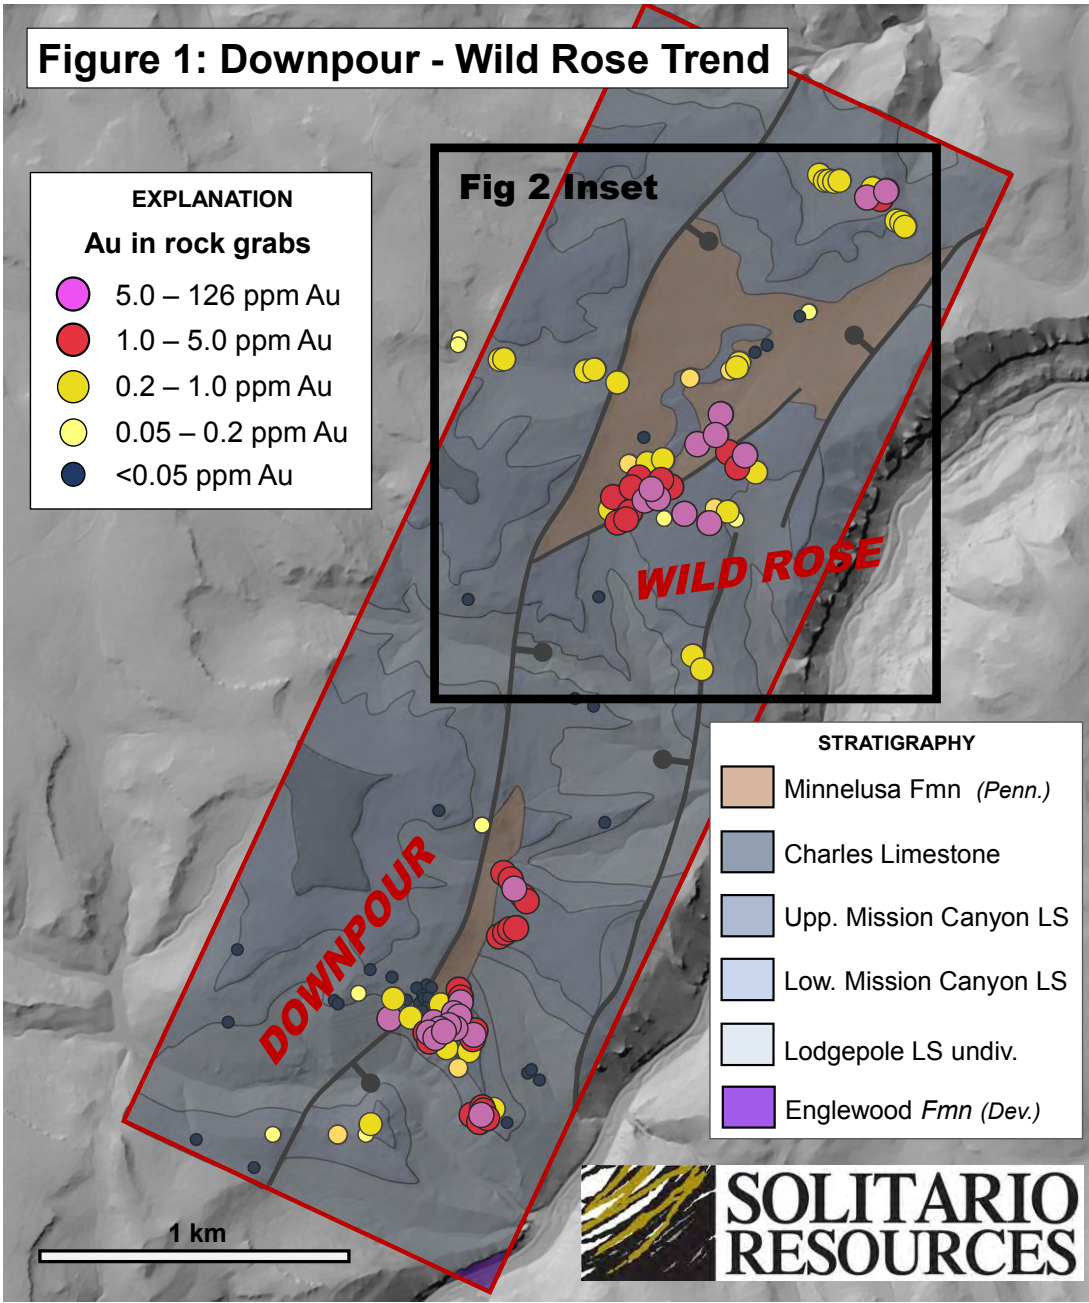 Figure 1: Downpour - Wild Rose Trend
Fig 2 Inset
EXPLANATION
Au in rock grabs
5.0 – 126 ppm Au
1.0 – 5.0 ppm Au
0.2 – 1.0 ppm Au
0.05 – 0.2 ppm Au
<0.05 ppm Au
WILD ROSE
DOWNPOUR
STRATIGRAPHY
Minnelusa Fmn (Penn.)
Charles Limestone
Upp. Mission Canyon LS
Low. Mission Canyon LS
Lodgepole LS undiv.
Englewood Fmn (Dev.)
1 km
SOLITARIO
RESOURCES